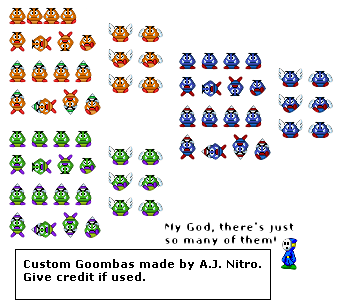 My God, there's just
so many of them!
Custom Goombas made by A.J. Nitro.
Give credit if used.